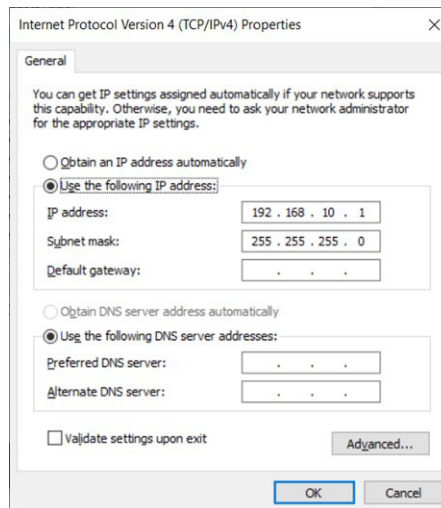 Internet Protocol Version 4 (TCP/IPv4) Properties
General
You can get IP settings assigned automatically if your network supports
this capability. Otherwise, you need to ask your network administrator
for the appropriate IP settings.
Obtain an IP address automatically
Use the following IP address:
IP address: 192 . 168 . 10 . 1
Subnet mask: 255 . 255 . 255 . 0
Default gateway: . . .
Obtain DNS server address automatically
Use the following DNS server addresses:
Preferred DNS server: . . .
Alternate DNS server: . . .
Validate settings upon exit
Advanced...
OK Cancel